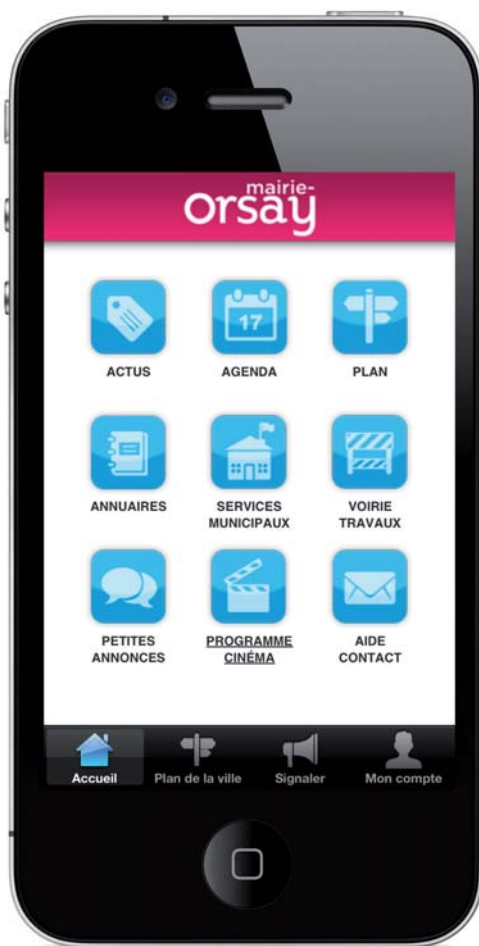 mairie-
orsay
17
ACTUS
AGENDA
PLAN
ANNUAIRES
SERVICES
MUNICIPAUX
VOIRIE
TRAVAUX
PETITES
ANNONCES
PROGRAMME
CINÉMA
AIDE
CONTACT
Accueil
Plan de la ville
Signaler
Mon compte